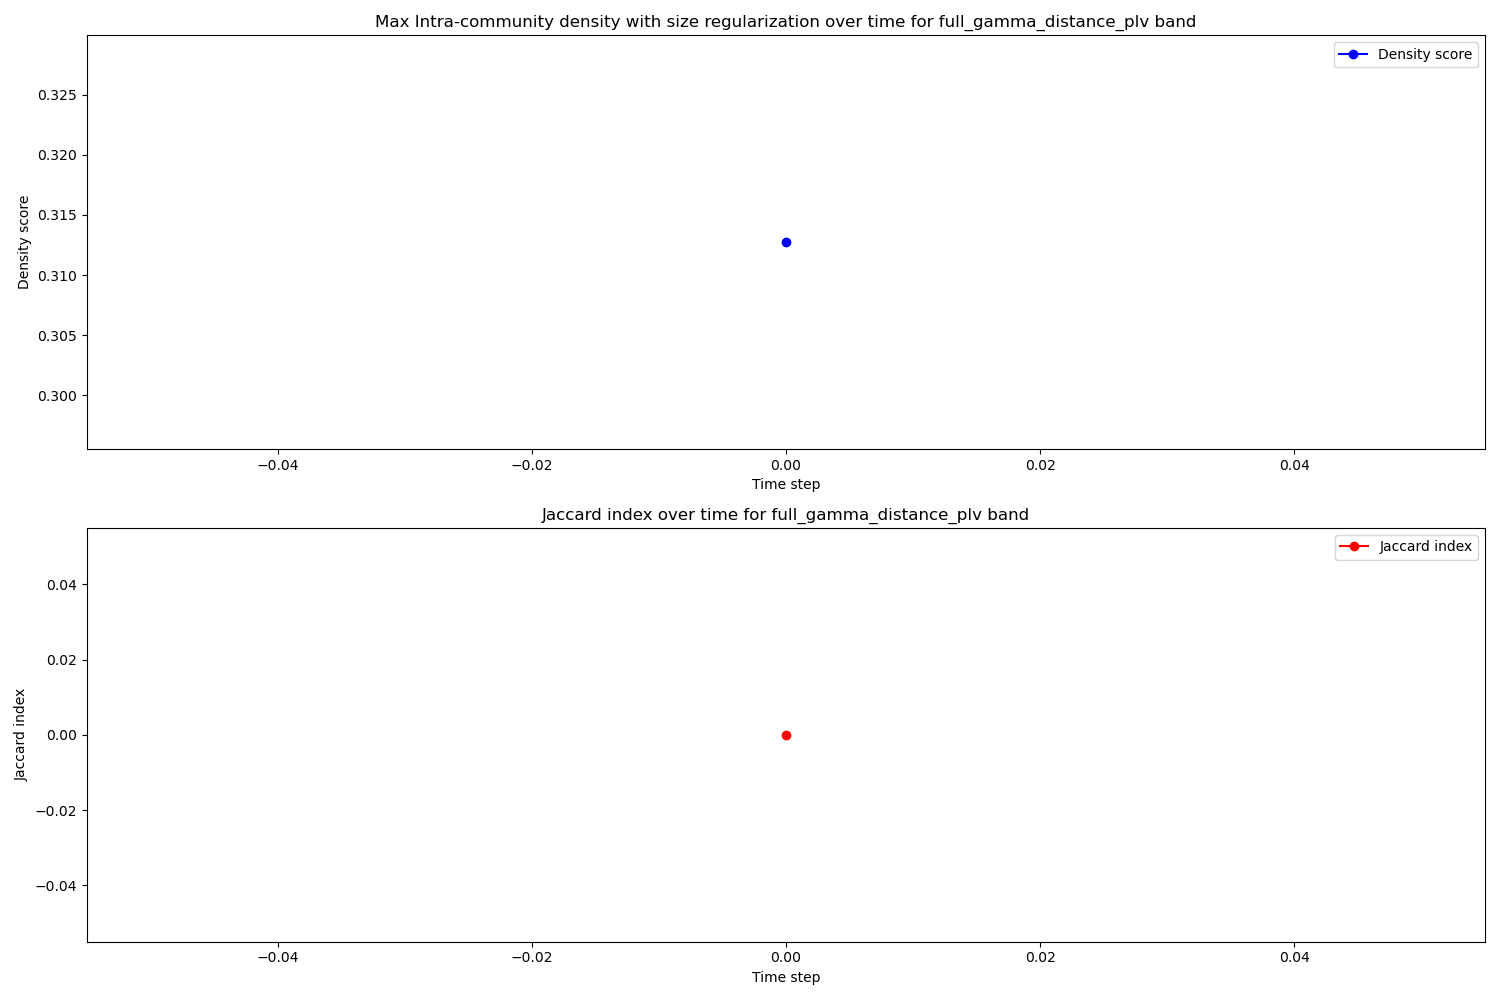 Max Intra-community density with size regularization over time for full_gamma_distance_plv band
Density score
0.325
0.320
0.315
0.310
0.305
0.300
Density score
−0.04
−0.02
0.00
0.02
0.04
Time step
Jaccard index over time for full_gamma_distance_plv band
Jaccard index
0.04
0.02
0.00
−0.02
−0.04
Jaccard index
−0.04
−0.02
0.00
0.02
0.04
Time step